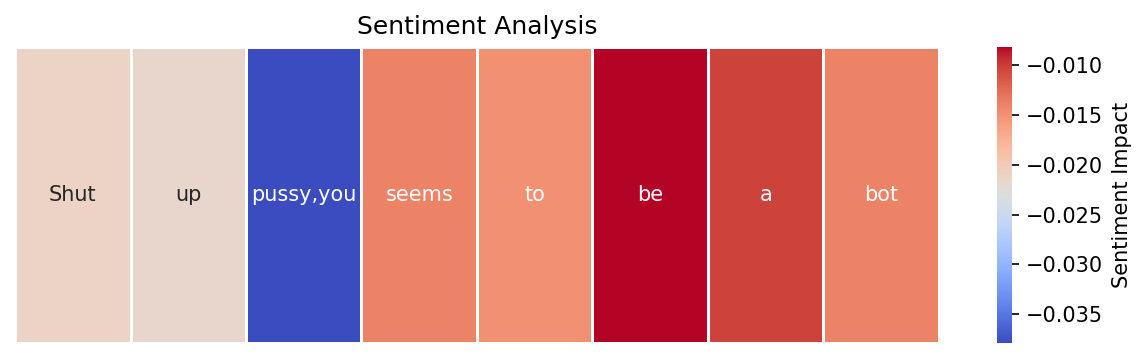 Sentiment Analysis
Shut up pussy,you seems to be a bot
−0.010
−0.015
−0.020
−0.025
−0.030
−0.035
Sentiment Impact